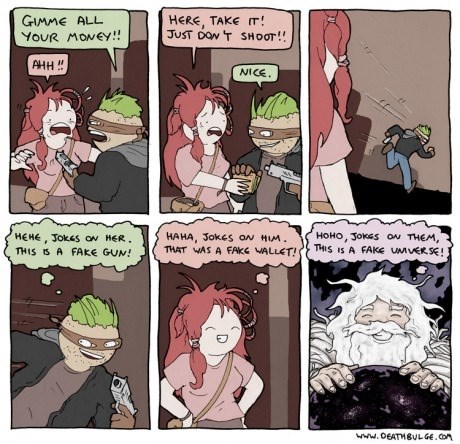 GIMME ALL
YOUR MONEY!!
AHH!!
HERE, TAKE IT!
JUST DON'T SHOOT!!
NICE.
HEHE, JOKES ON HER.
THIS IS A FAKE GUN!
HAHA, JOKES ON HIM.
THAT WAS A FAKE WALLET!
HOHO, JOKES ON THEM,
THIS IS A FAKE UNIVERSE!
WWW.DEATHBULGE.COM